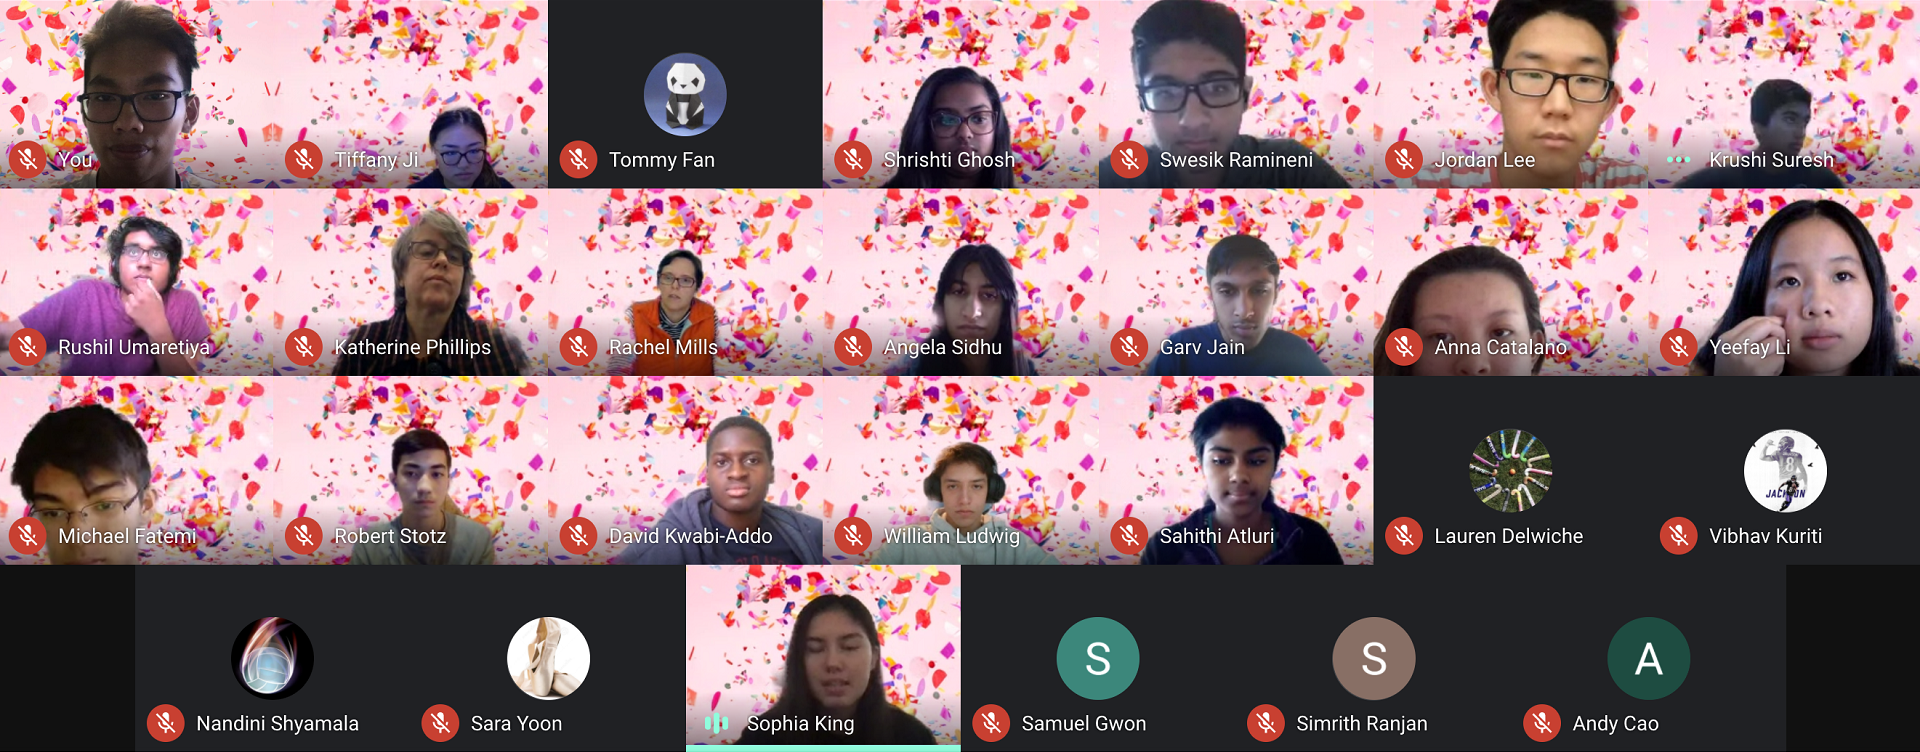 You
Tiffany Ji
Tommy Fan
Shrishti Ghosh
Swesik Ramineni
Jordan Lee
Krushi Suresh
Rushil Umaretiya
Katherine Phillips
Rachel Mills
Angela Sidhu
Garv Jain
Anna Catalano
Yeefay Li
Michael Fatemi
Robert Stotz
David Kwabi-Addo
William Ludwig
Sahithi Atluri
Lauren Delwiche
8
JACKSON
Vibhav Kuriti
Nandini Shyamala
Sara Yoon
Sophia King
S
Samuel Gwon
S
Simrith Ranjan
A
Andy Cao